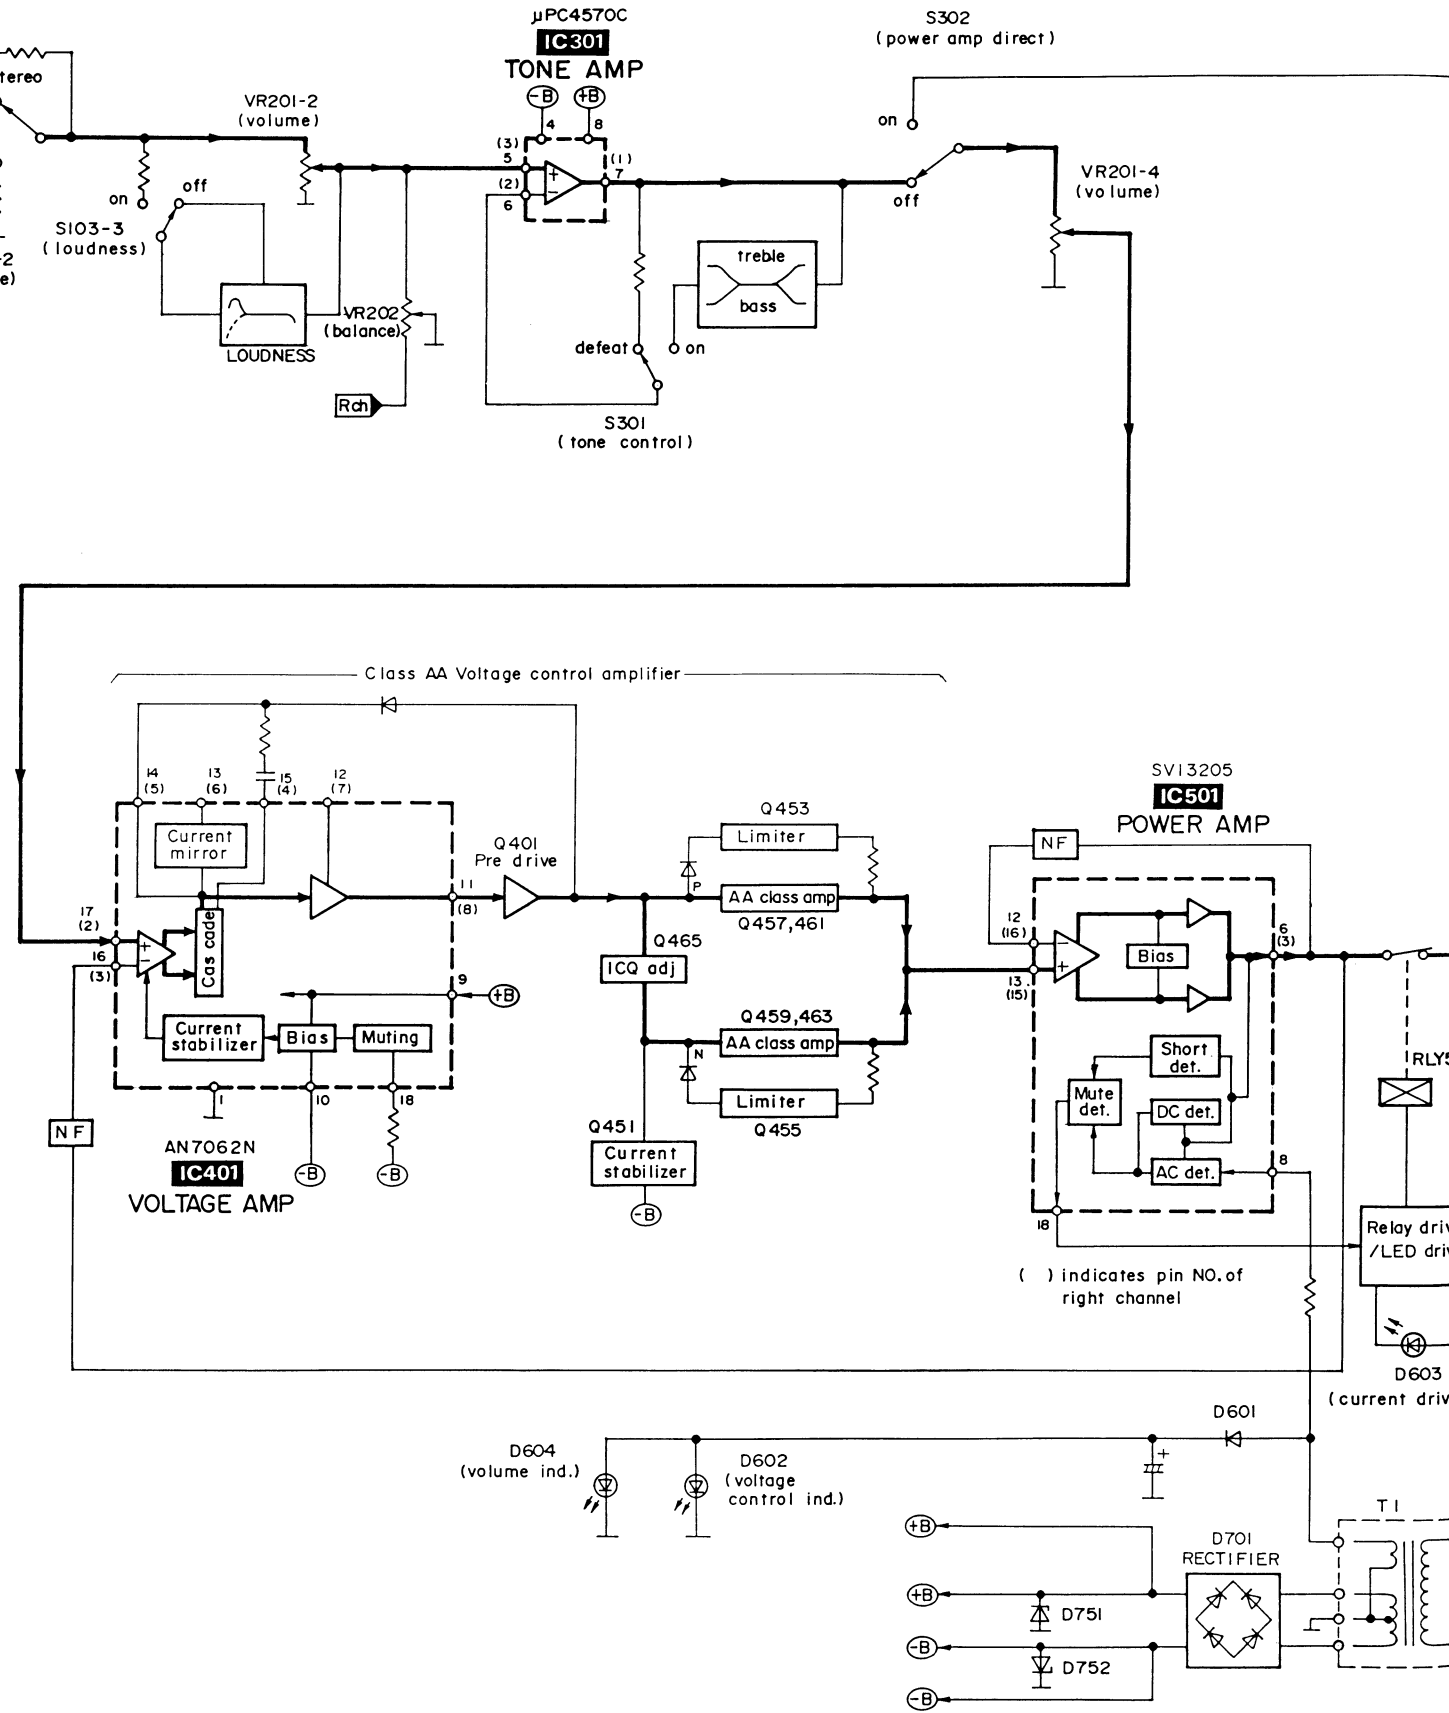 µPC4570C
IC301
TONE AMP
S302
(power amp direct)
tereo
VR201-2
(volume)
-B
+B
4
8
on
(3)
5
(1)
7
+
-
(2)
6
off
on
off
S103-3
(loudness)
VR201-4
(volume)
-2
e)
treble
bass
VR202
(balance)
LOUDNESS
defeat
on
Rch
S301
(tone control)
Class AA Voltage control amplifier
14
(5)
13
(6)
15
(4)
12
(7)
Current
mirror
Q401
Pre drive
11
(8)
Q453
Limiter
P
AA class amp
Q457,461
SVI3205
IC501
POWER AMP
NF
17
(2)
16
(3)
+
-
Cas cade
Q465
ICQ adj
12
(16)
13
(15)
-
+
Bias
6
(3)
9
+B
Current
stabilizer
Bias
Muting
Q459,463
AA class amp
N
Limiter
Q455
Short
det.
Mute
det.
DC det.
AC det.
8
RLY5
1
10
18
NF
AN7062N
IC401
VOLTAGE AMP
-B
-B
Q451
Current
stabilizer
-B
18
Relay driv
/LED driv
( ) indicates pin NO. of
right channel
D603
(current driv
D601
D604
(volume ind.)
D602
(voltage
control ind.)
+
T1
+B
D701
RECTIFIER
+B
D751
-B
D752
-B